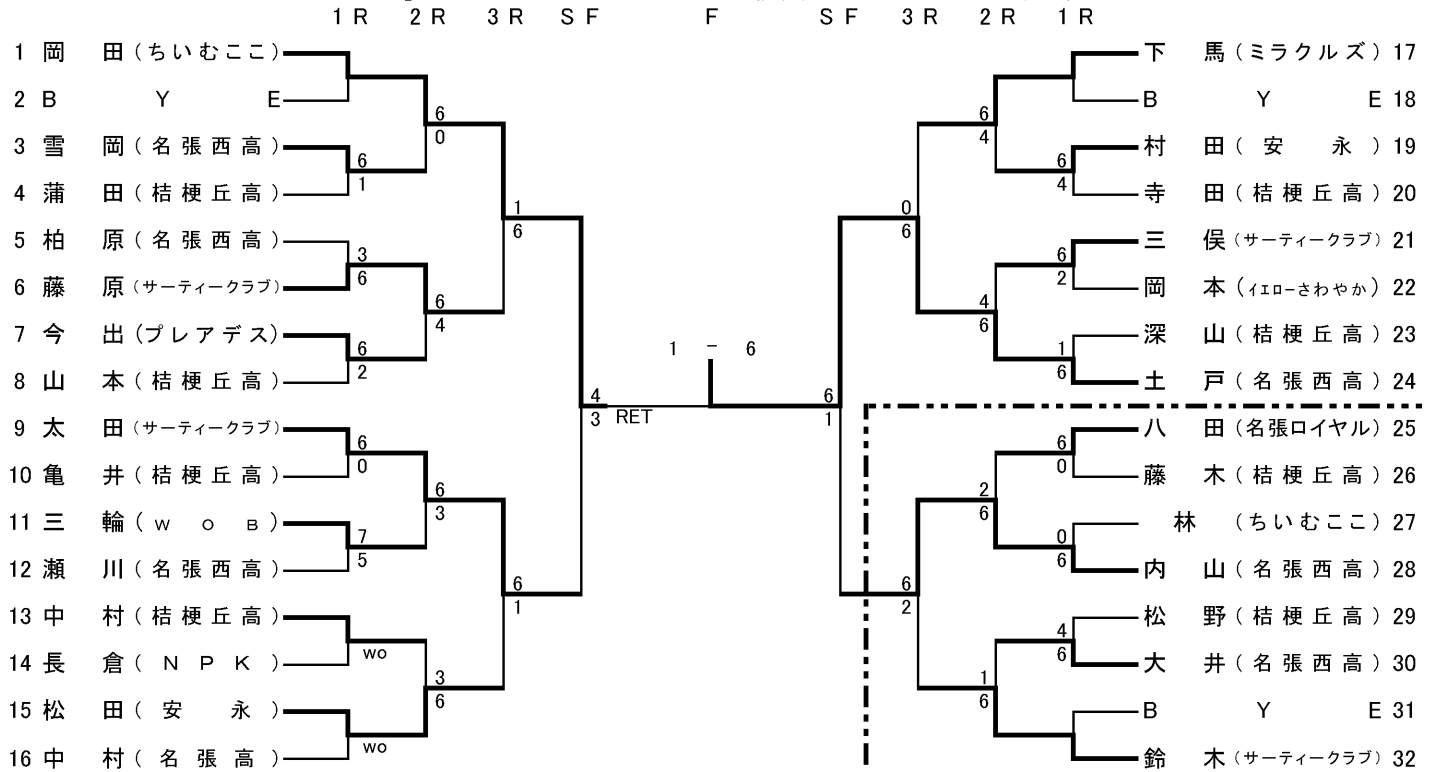 1R 2R 3R SF F SF 3R 2R 1R
1 岡田(ちいむここ)
2 BYE
3 雪岡(名張西高)
4 蒲田(桔梗丘高)
5 柏原(名張西高)
6 藤原(サーティークラブ)
7 今出(プレアデス)
8 山本(桔梗丘高)
9 太田(サーティークラブ)
10 亀井(桔梗丘高)
11 三輪(WOB)
12 瀬川(名張西高)
13 中村(桔梗丘高)
14 長倉(NPK)
15 松田(安永)
16 中村(名張高)
6
1
3
6
6
2
6
0
7
5
wo
wo
6
0
6
4
6
3
3
6
1
6
6
1
4
3 RET
1 - 6
6
1
0
6
6
2
6
4
4
6
2
6
1
6
6
4
6
2
1
6
6
0
0
6
4
6
下馬(ミラクルズ) 17
BYE 18
村田(安永) 19
寺田(桔梗丘高) 20
三俣(サーティークラブ) 21
岡本(イエローさわやか) 22
深山(桔梗丘高) 23
土戸(名張西高) 24
八田(名張ロイヤル) 25
藤木(桔梗丘高) 26
林(ちいむここ) 27
内山(名張西高) 28
松野(桔梗丘高) 29
大井(名張西高) 30
BYE 31
鈴木(サーティークラブ) 32